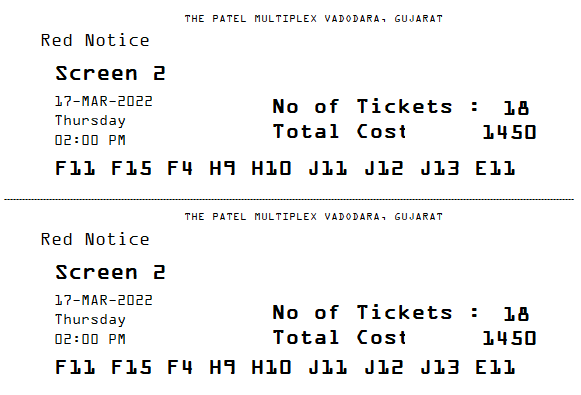 THE PATEL MULTIPLEX VADODARA, GUJARAT
Red Notice
Screen 2
17-MAR-2022
Thursday
02:00 PM
No of Tickets : 18
Total Cost 1450
F11 F15 F4 H9 H10 J11 J12 J13 E11
THE PATEL MULTIPLEX VADODARA, GUJARAT
Red Notice
Screen 2
17-MAR-2022
Thursday
02:00 PM
No of Tickets : 18
Total Cost 1450
F11 F15 F4 H9 H10 J11 J12 J13 E11